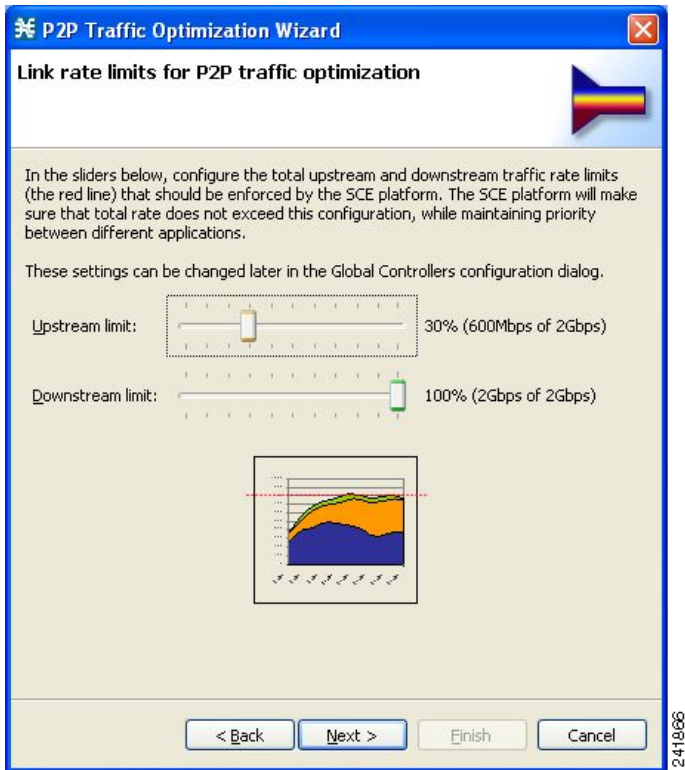 P2P Traffic Optimization Wizard
Link rate limits for P2P traffic optimization
In the sliders below, configure the total upstream and downstream traffic rate limits
(the red line) that should be enforced by the SCE platform. The SCE platform will make
sure that total rate does not exceed this configuration, while maintaining priority
between different applications.
These settings can be changed later in the Global Controllers configuration dialog.
Upstream limit: 30% (600Mbps of 2Gbps)
Downstream limit: 100% (2Gbps of 2Gbps)
< Back Next > Finish Cancel
241866